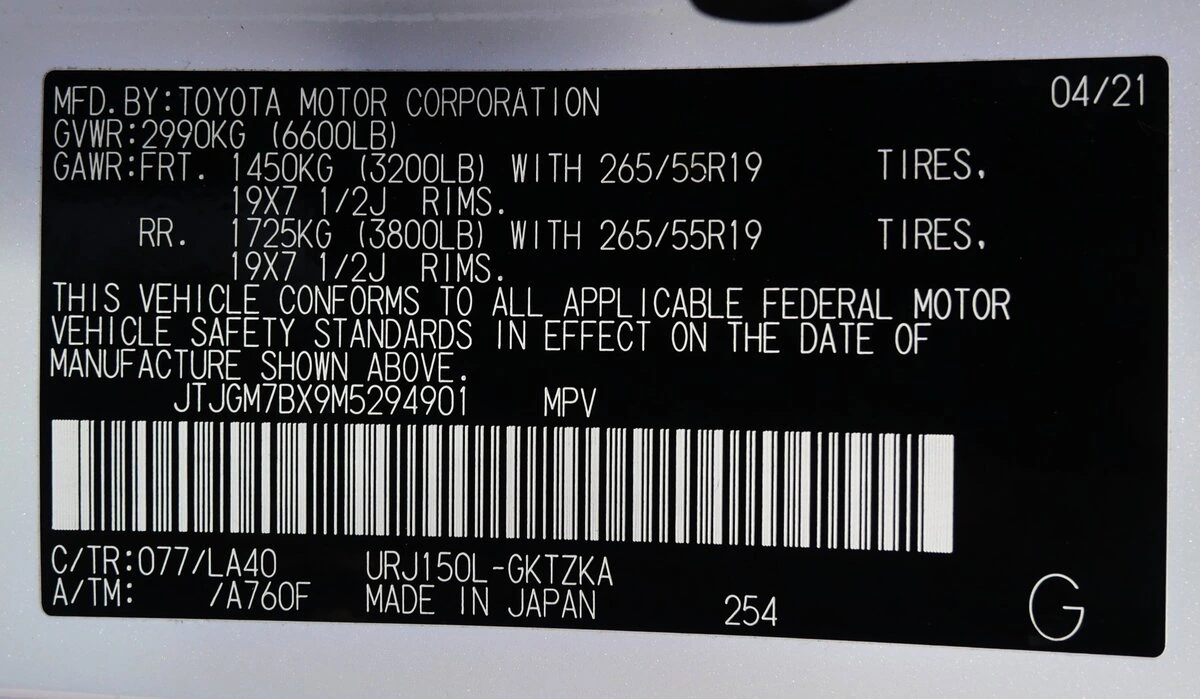 MFD.BY:TOYOTA MOTOR CORPORATION 04/21
GVWR:2990KG (6600LB)
GAWR:FRT. 1450KG (3200LB) WITH 265/55R19 TIRES,
19X7 1/2J RIMS.
RR. 1725KG (3800LB) WITH 265/55R19 TIRES,
19X7 1/2J RIMS.
THIS VEHICLE CONFORMS TO ALL APPLICABLE FEDERAL MOTOR
VEHICLE SAFETY STANDARDS IN EFFECT ON THE DATE OF
MANUFACTURE SHOWN ABOVE.
JTJGM7BX9M5294901 MPV
C/TR:077/LA40 URJ150L-GKTZKA
A/TM: /A760F MADE IN JAPAN 254 G